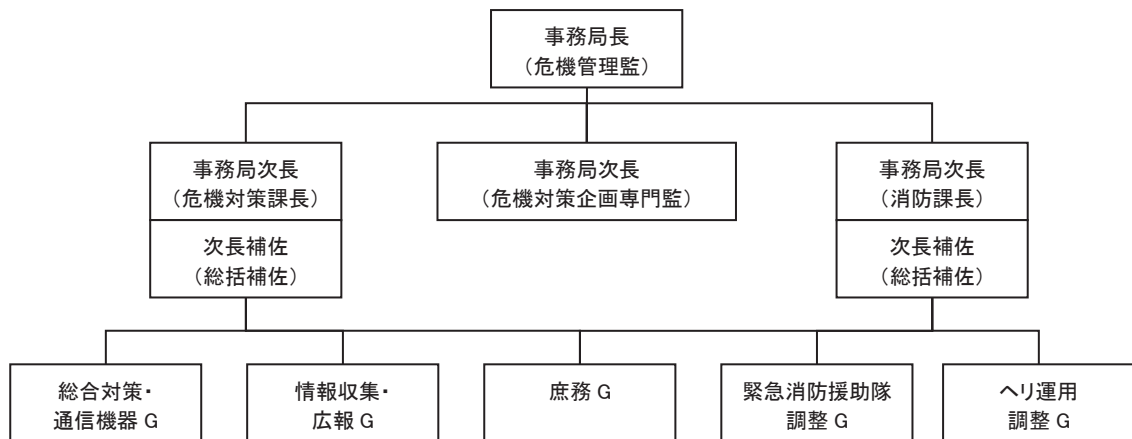 事務局長
（危機管理監）
事務局次長
（危機対策課長）
次長補佐
（総括補佐）
事務局次長
（危機対策企画専門監）
事務局次長
（消防課長）
次長補佐
（総括補佐）
総合対策・
通信機器 G
情報収集・
広報 G
庶務 G
緊急消防援助隊
調整 G
ヘリ運用
調整 G